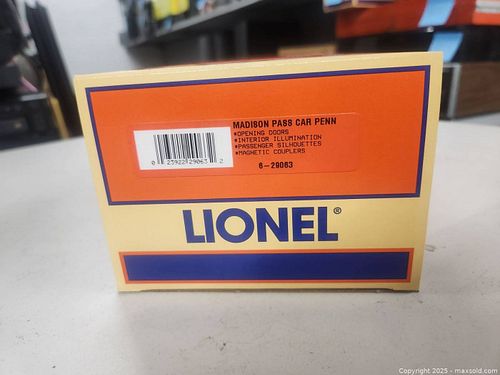 MADISON PASS CAR PENN
*OPENING DOORS
*INTERIOR ILLUMINATION
*PASSENGER SILHOUETTES
*MAGNETIC COUPLERS
0 23922 29063 2
6-29063
LIONEL®
Copyright 2025 - maxsold.com